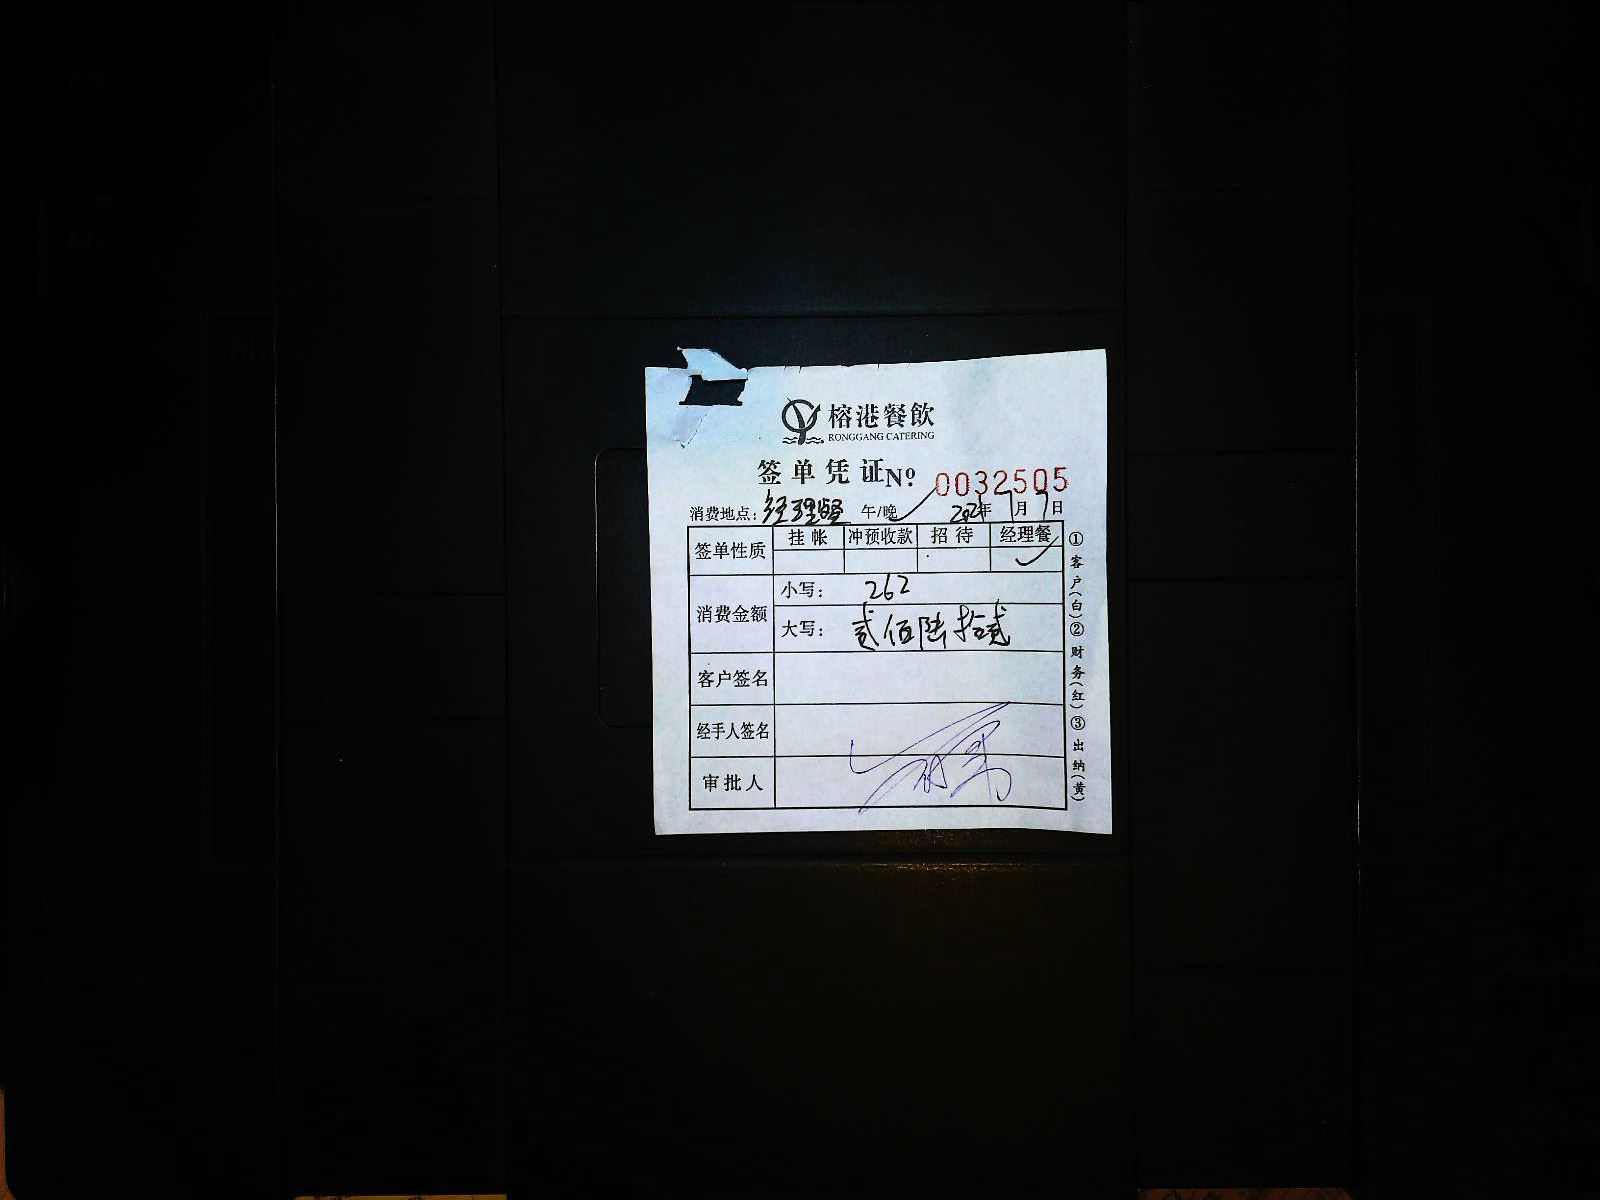 榕港餐飲
RONGGANG CATERING
签单凭证 №
0032505
消费地点：经理餐 午/晚 年 7月7日
签单性质 挂帐 冲预收款 招待 经理餐
✓
消费金额 小写： 262
大写： 贰佰陆拾贰
客户签名
经手人签名
审批人
①客户（白）②财务（红）③出纳（黄）